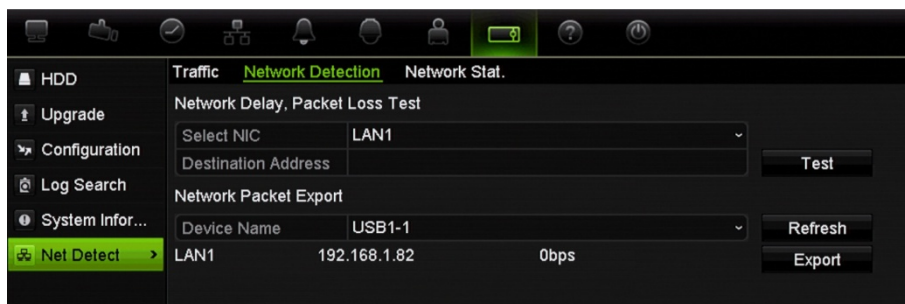 Traffic Network Detection Network Stat.
HDD
Upgrade
Configuration
Log Search
System Infor...
Net Detect
Network Delay, Packet Loss Test
Select NIC LAN1
Destination Address Test
Network Packet Export
Device Name USB1-1 Refresh
LAN1 192.168.1.82 0bps Export